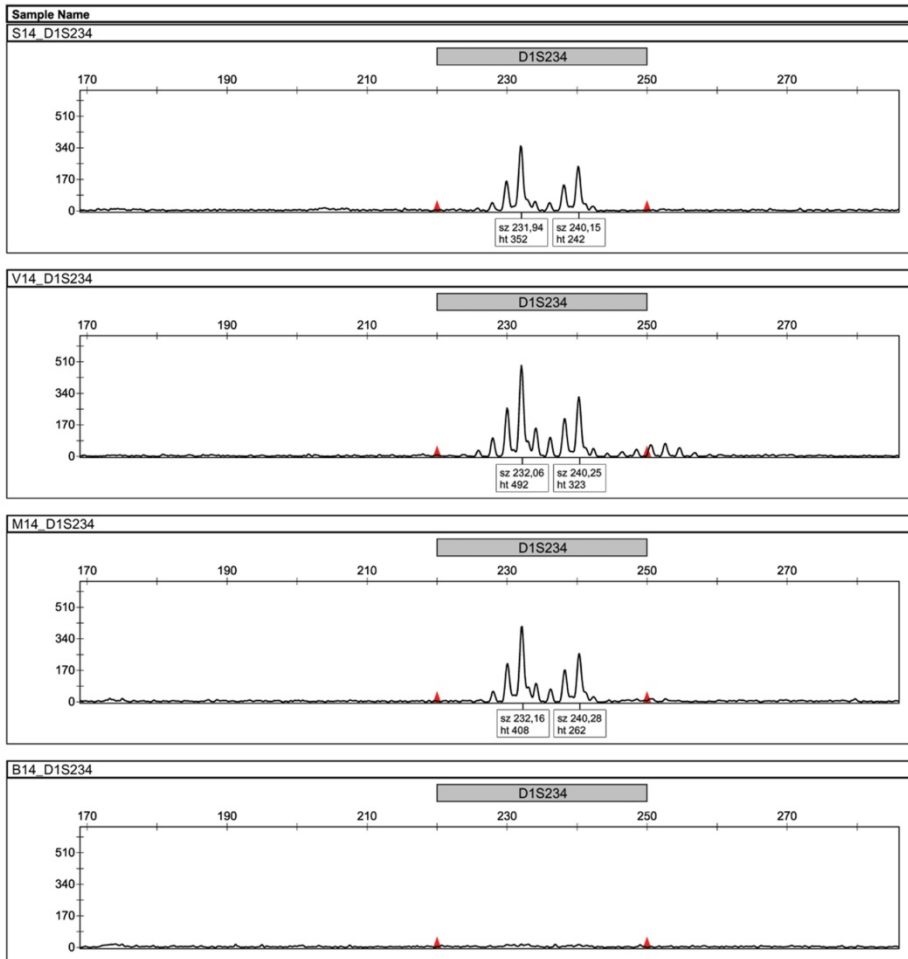 Sample Name
S14_D1S234
D1S234
170 190 210 230 250 270
510
340
170
0
sz 231,94 sz 240,15
ht 352 ht 242
V14_D1S234
D1S234
170 190 210 230 250 270
510
340
170
0
sz 232,06 sz 240,25
ht 492 ht 323
M14_D1S234
D1S234
170 190 210 230 250 270
510
340
170
0
sz 232,16 sz 240,28
ht 408 ht 262
B14_D1S234
D1S234
170 190 210 230 250 270
510
340
170
0